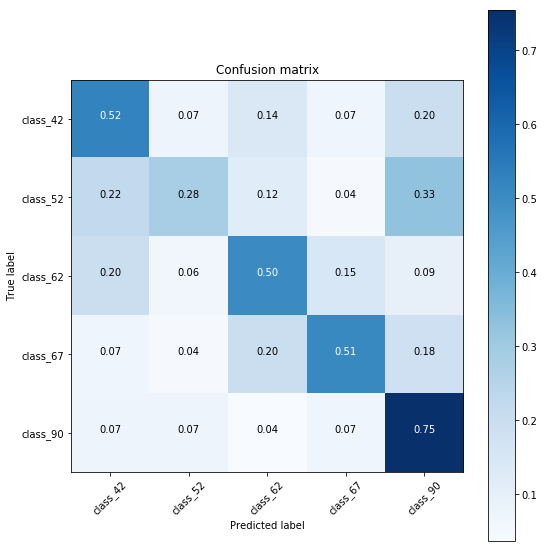 Confusion matrix
True label
class_42 0.52 0.07 0.14 0.07 0.20
class_52 0.22 0.28 0.12 0.04 0.33
class_62 0.20 0.06 0.50 0.15 0.09
class_67 0.07 0.04 0.20 0.51 0.18
class_90 0.07 0.07 0.04 0.07 0.75
class_42 class_52 class_62 class_67 class_90
Predicted label
0.7
0.6
0.5
0.4
0.3
0.2
0.1